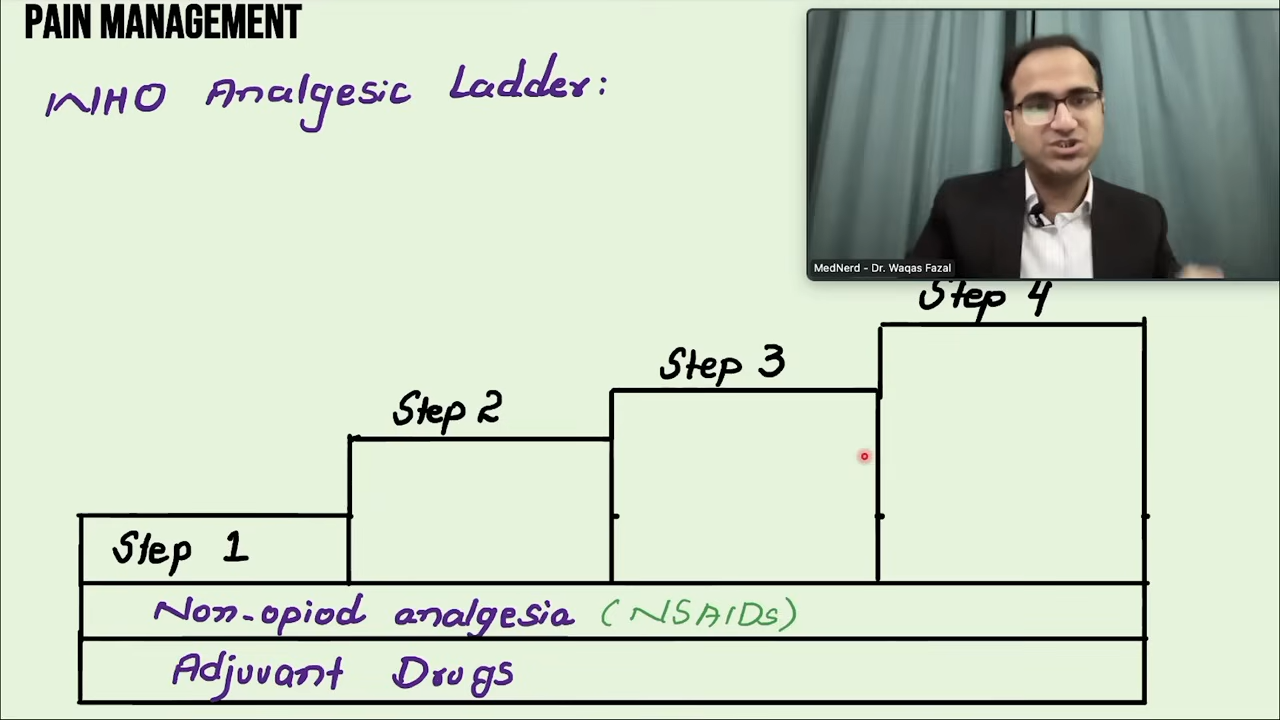 PAIN MANAGEMENT
WHO Analgesic Ladder:
MedNerd - Dr. Waqas Fazal
Step 4
Step 3
Step 2
Step 1
Non-opiod analgesia (NSAIDs)
Adjuvant Drugs